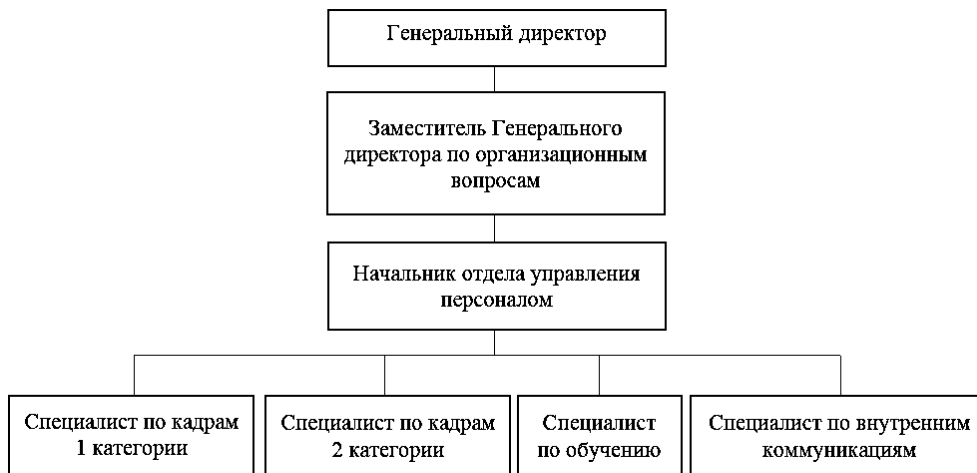 Генеральный директор
Заместитель Генерального
директора по организационным
вопросам
Начальник отдела управления
персоналом
Специалист по кадрам
1 категории
Специалист по кадрам
2 категории
Специалист
по обучению
Специалист по внутренним
коммуникациям